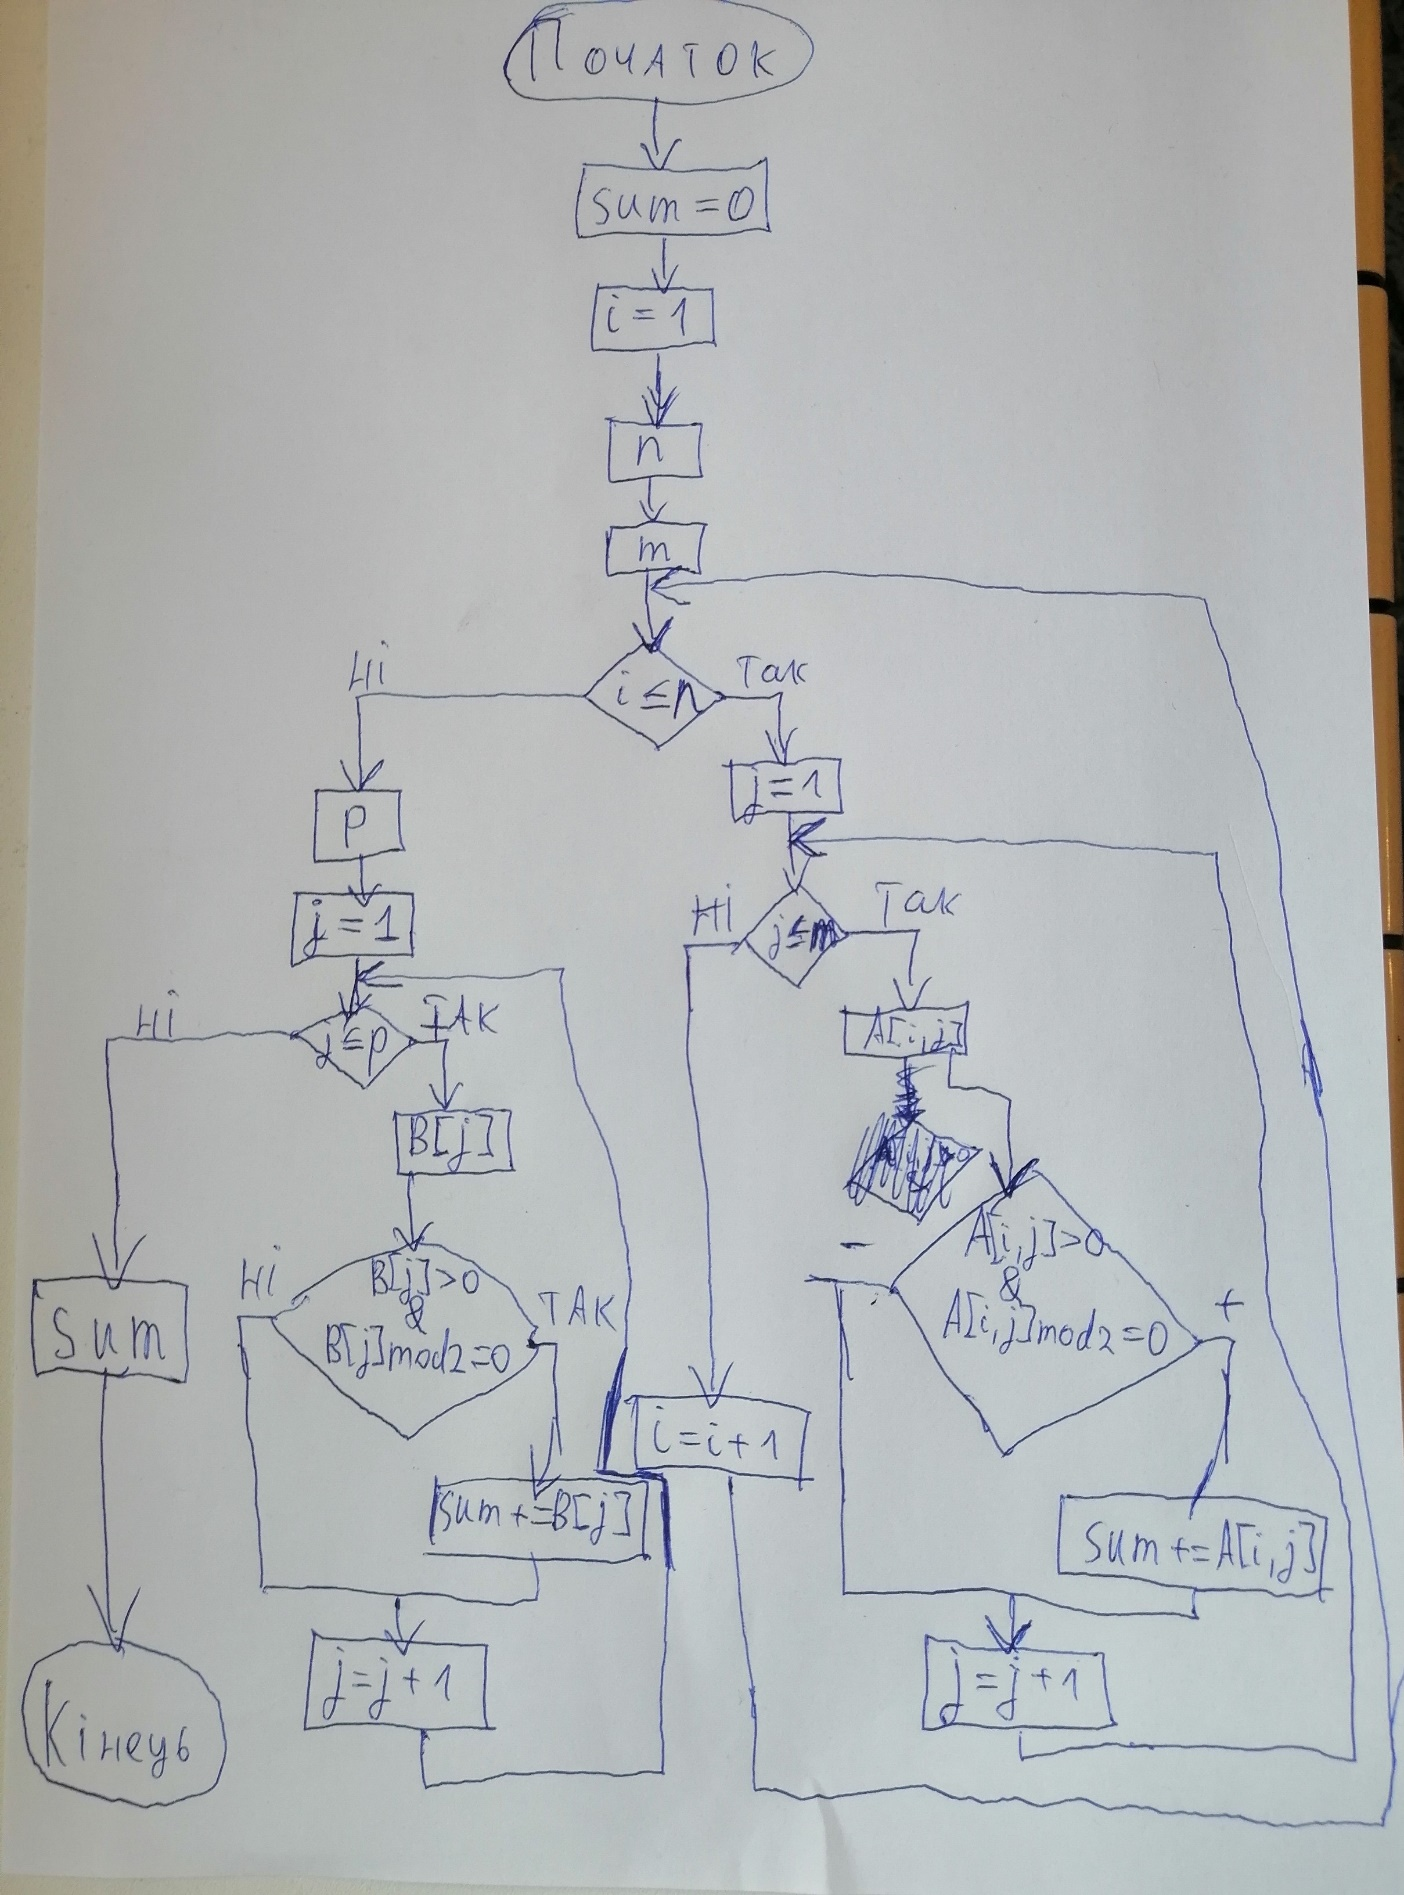 Початок
sum=0
i=1
n
m
i≤n
Ні
Так
j=1
P
j=1
j≤m
Ні
Так
A[i,j]
j≤p
Ні
ТАК
B[j]
A[i,j]>0
&
A[i,j]mod2=0
-
+
B[j]>0
&
B[j]mod2=0
Ні
ТАК
Sum
i=i+1
sum+=B[j]
Sum+=A[i,j]
j=j+1
j=j+1
Кінець